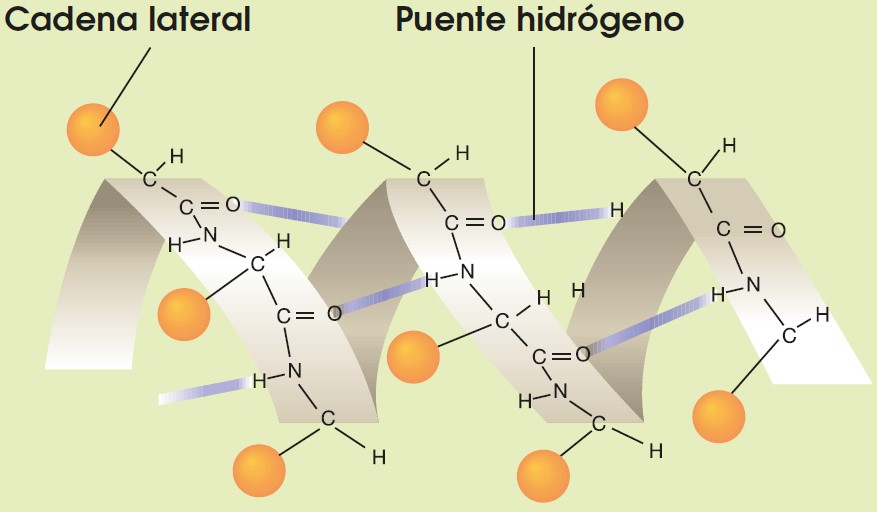 Cadena lateral
Puente hidrógeno
C H
C = O
H N
C H
C = O
H N
C
H
C H
C = O
H N
C H
C = O
H N
C
H
H
H
C H
C = O
H N
C H